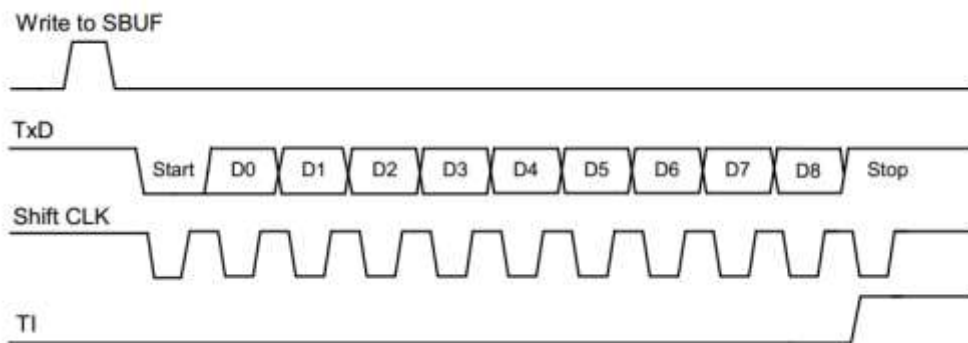 Write to SBUF
TxD
Start D0 D1 D2 D3 D4 D5 D6 D7 D8 Stop
Shift CLK
TI